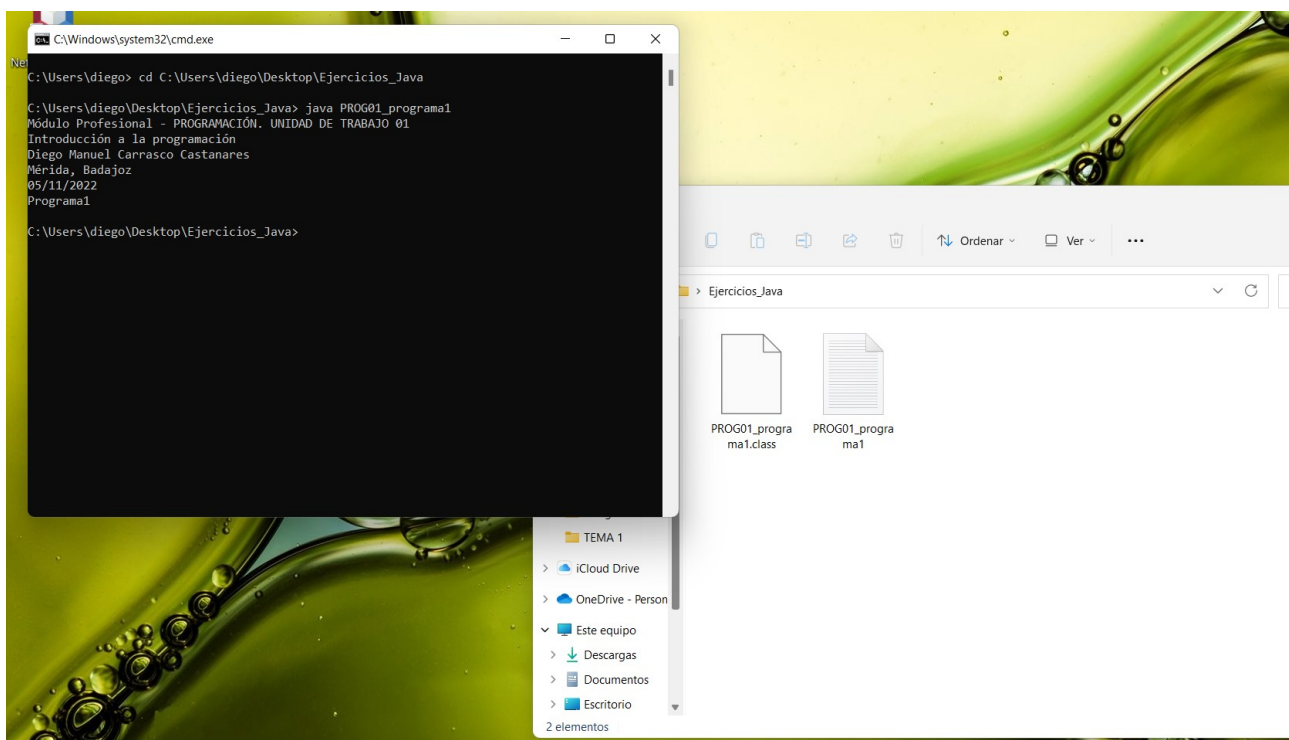 C:\Windows\system32\cmd.exe
C:\Users\diego> cd C:\Users\diego\Desktop\Ejercicios_Java
C:\Users\diego\Desktop\Ejercicios_Java> java PROG01_programa1
Módulo Profesional - PROGRAMACIÓN. UNIDAD DE TRABAJO 01
Introducción a la programación
Diego Manuel Carrasco Castanares
Mérida, Badajoz
05/11/2022
Programa1
C:\Users\diego\Desktop\Ejercicios_Java>
Ordenar
Ver
Ejercicios_Java
PROG01_progra
ma1.class
PROG01_progra
ma1
TEMA 1
iCloud Drive
OneDrive - Person
Este equipo
Descargas
Documentos
Escritorio
2 elementos